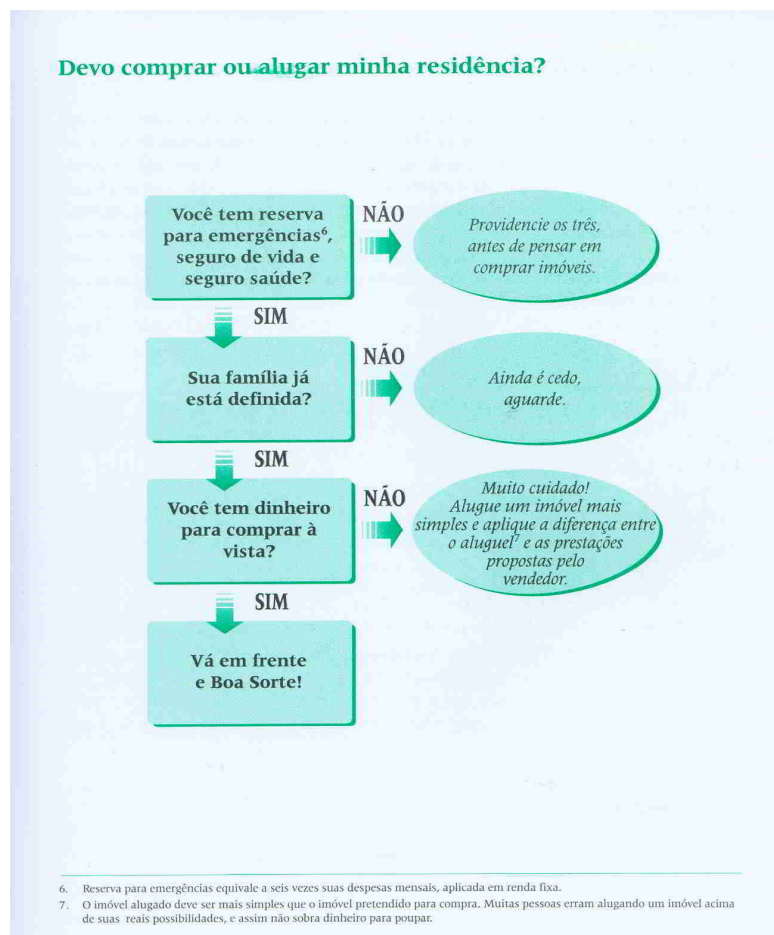 Devo comprar ou alugar minha residência?
Você tem reserva
para emergências⁶,
seguro de vida e
seguro saúde?
NÃO
Providencie os três,
antes de pensar em
comprar imóveis.
SIM
Sua família já
está definida?
NÃO
Ainda é cedo,
aguarde.
SIM
Você tem dinheiro
para comprar à
vista?
NÃO
Muito cuidado!
Alugue um imóvel mais
simples e aplique a diferença entre
o aluguel⁷ e as prestações
propostas pelo
vendedor.
SIM
Vá em frente
e Boa Sorte!
6. Reserva para emergências equivale a seis vezes suas despesas mensais, aplicada em renda fixa.
7. O imóvel alugado deve ser mais simples que o imóvel pretendido para compra. Muitas pessoas erram alugando um imóvel acima
de suas reais possibilidades, e assim não sobra dinheiro para poupar.